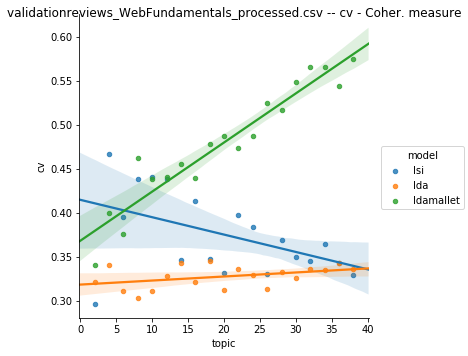 validationreviews_WebFundamentals_processed.csv -- cv - Coher. measure
0.60
0.55
0.50
0.45
0.40
0.35
0.30
cv
0 5 10 15 20 25 30 35 40
topic
model
lsi
lda
ldamallet